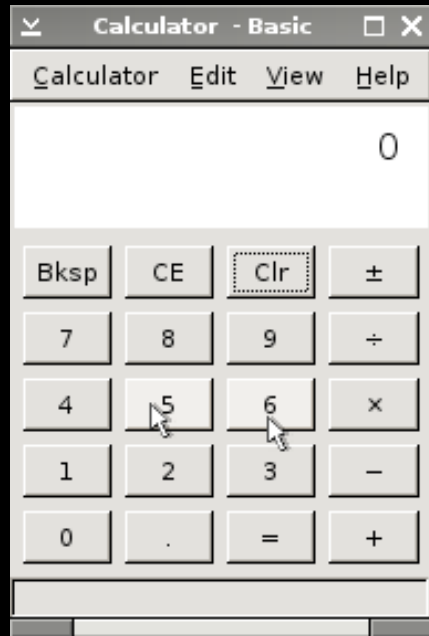 Calculator - Basic
Calculator Edit View Help
0
Bksp CE Clr ±
7 8 9 ÷
4 5 6 ×
1 2 3 −
0 . = +